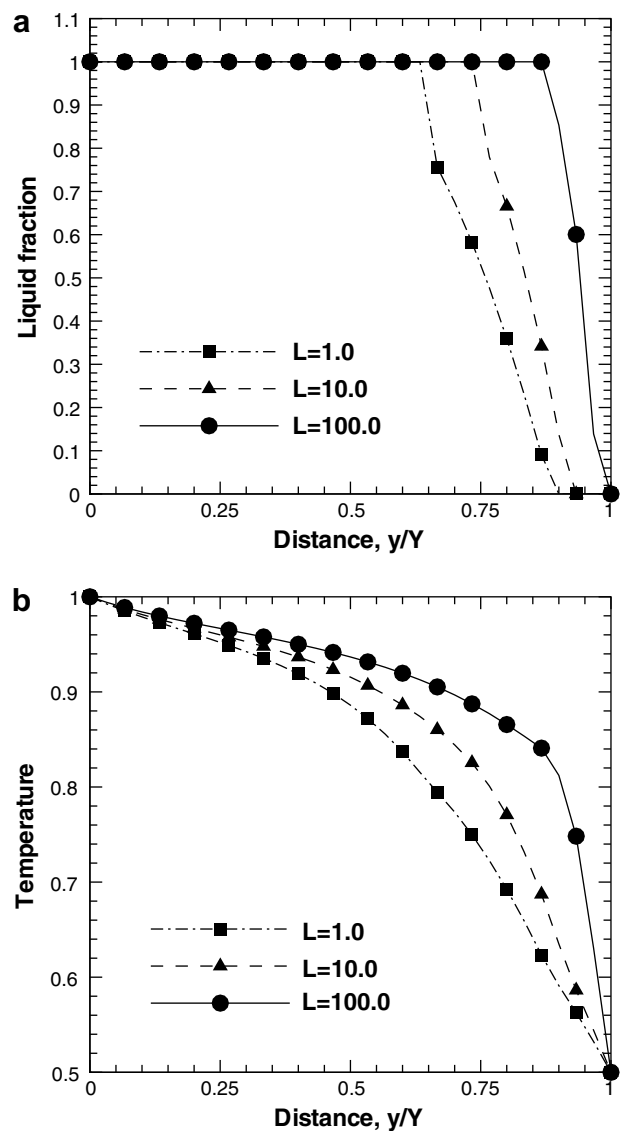 a
1.1
1
0.9
0.8
0.7
0.6
0.5
0.4
0.3
0.2
0.1
0
Liquid fraction
L=1.0
L=10.0
L=100.0
0 0.25 0.5 0.75 1
Distance, y/Y
b
1
0.9
0.8
0.7
0.6
0.5
Temperature
L=1.0
L=10.0
L=100.0
0 0.25 0.5 0.75 1
Distance, y/Y